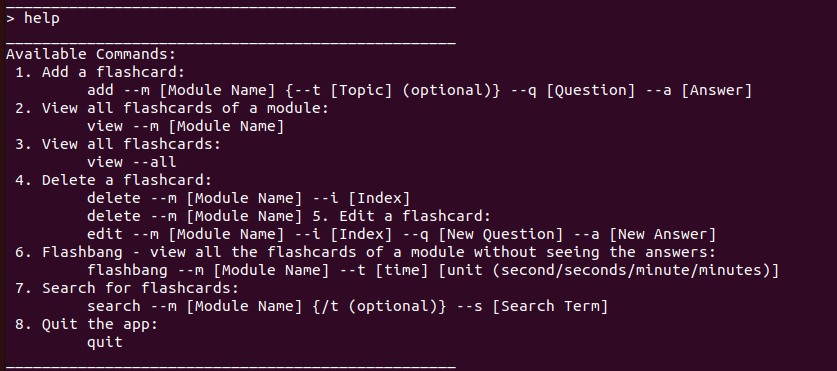 > help
Available Commands:
1. Add a flashcard:
add --m [Module Name] {--t [Topic] (optional)} --q [Question] --a [Answer]
2. View all flashcards of a module:
view --m [Module Name]
3. View all flashcards:
view --all
4. Delete a flashcard:
delete --m [Module Name] --i [Index]
delete --m [Module Name] 5. Edit a flashcard:
edit --m [Module Name] --i [Index] --q [New Question] --a [New Answer]
6. Flashbang - view all the flashcards of a module without seeing the answers:
flashbang --m [Module Name] --t [time] [unit (second/seconds/minute/minutes)]
7. Search for flashcards:
search --m [Module Name] {/t (optional)} --s [Search Term]
8. Quit the app:
quit